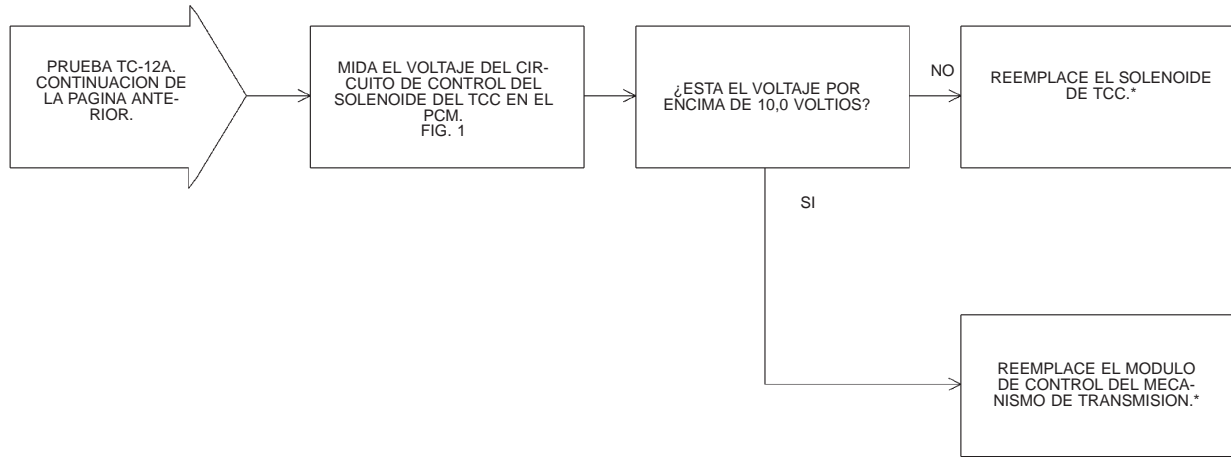 PRUEBA TC-12A.
CONTINUACION DE
LA PAGINA ANTE-
RIOR.
MIDA EL VOLTAJE DEL CIR-
CUITO DE CONTROL DEL
SOLENOIDE DEL TCC EN EL
PCM.
FIG. 1
¿ESTA EL VOLTAJE POR
ENCIMA DE 10,0 VOLTIOS?
NO
REEMPLACE EL SOLENOIDE
DE TCC.*
SI
REEMPLACE EL MODULO
DE CONTROL DEL MECA-
NISMO DE TRANSMISION.*